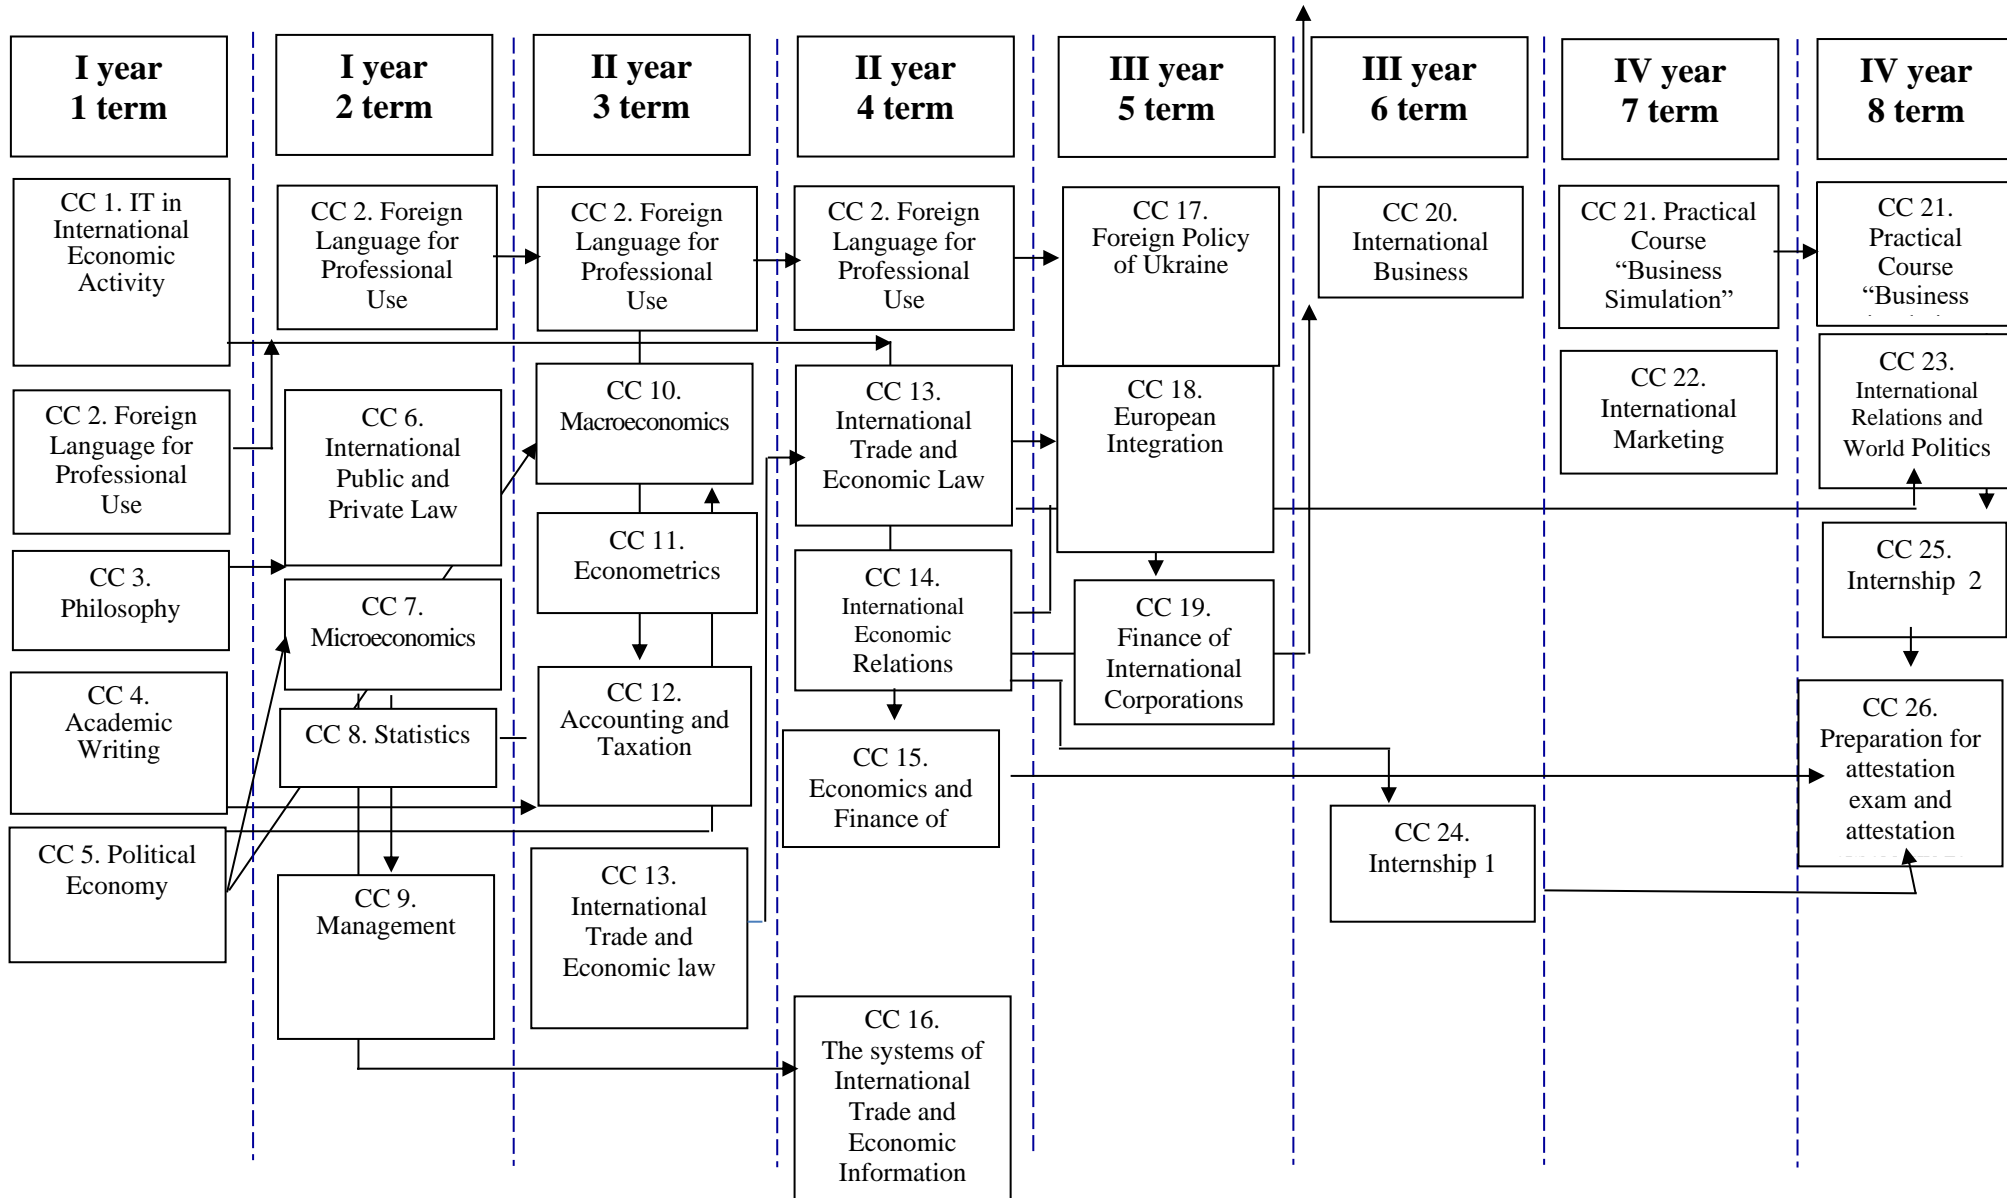 I year
1 term
I year
2 term
II year
3 term
II year
4 term
III year
5 term
III year
6 term
IV year
7 term
IV year
8 term
CC 1. IT in
International
Economic
Activity
CC 2. Foreign
Language for
Professional
Use
CC 3.
Philosophy
CC 4.
Academic
Writing
CC 5. Political
Economy
CC 2. Foreign
Language for
Professional
Use
CC 6.
International
Public and
Private Law
CC 7.
Microeconomics
CC 8. Statistics
CC 9.
Management
CC 2. Foreign
Language for
Professional
Use
CC 10.
Macroeconomics
CC 11.
Econometrics
CC 12.
Accounting and
Taxation
CC 13.
International
Trade and
Economic law
CC 2. Foreign
Language for
Professional
Use
CC 13.
International
Trade and
Economic Law
CC 14.
International
Economic
Relations
CC 15.
Economics and
Finance of
CC 16.
The systems of
International
Trade and
Economic
Information
CC 17.
Foreign Policy
of Ukraine
CC 18.
European
Integration
CC 19.
Finance of
International
Corporations
CC 20.
International
Business
CC 24.
Internship 1
CC 21. Practical
Course
“Business
Simulation”
CC 22.
International
Marketing
CC 21.
Practical
Course
“Business
CC 23.
International
Relations and
World Politics
CC 25.
Internship 2
CC 26.
Preparation for
attestation
exam and
attestation